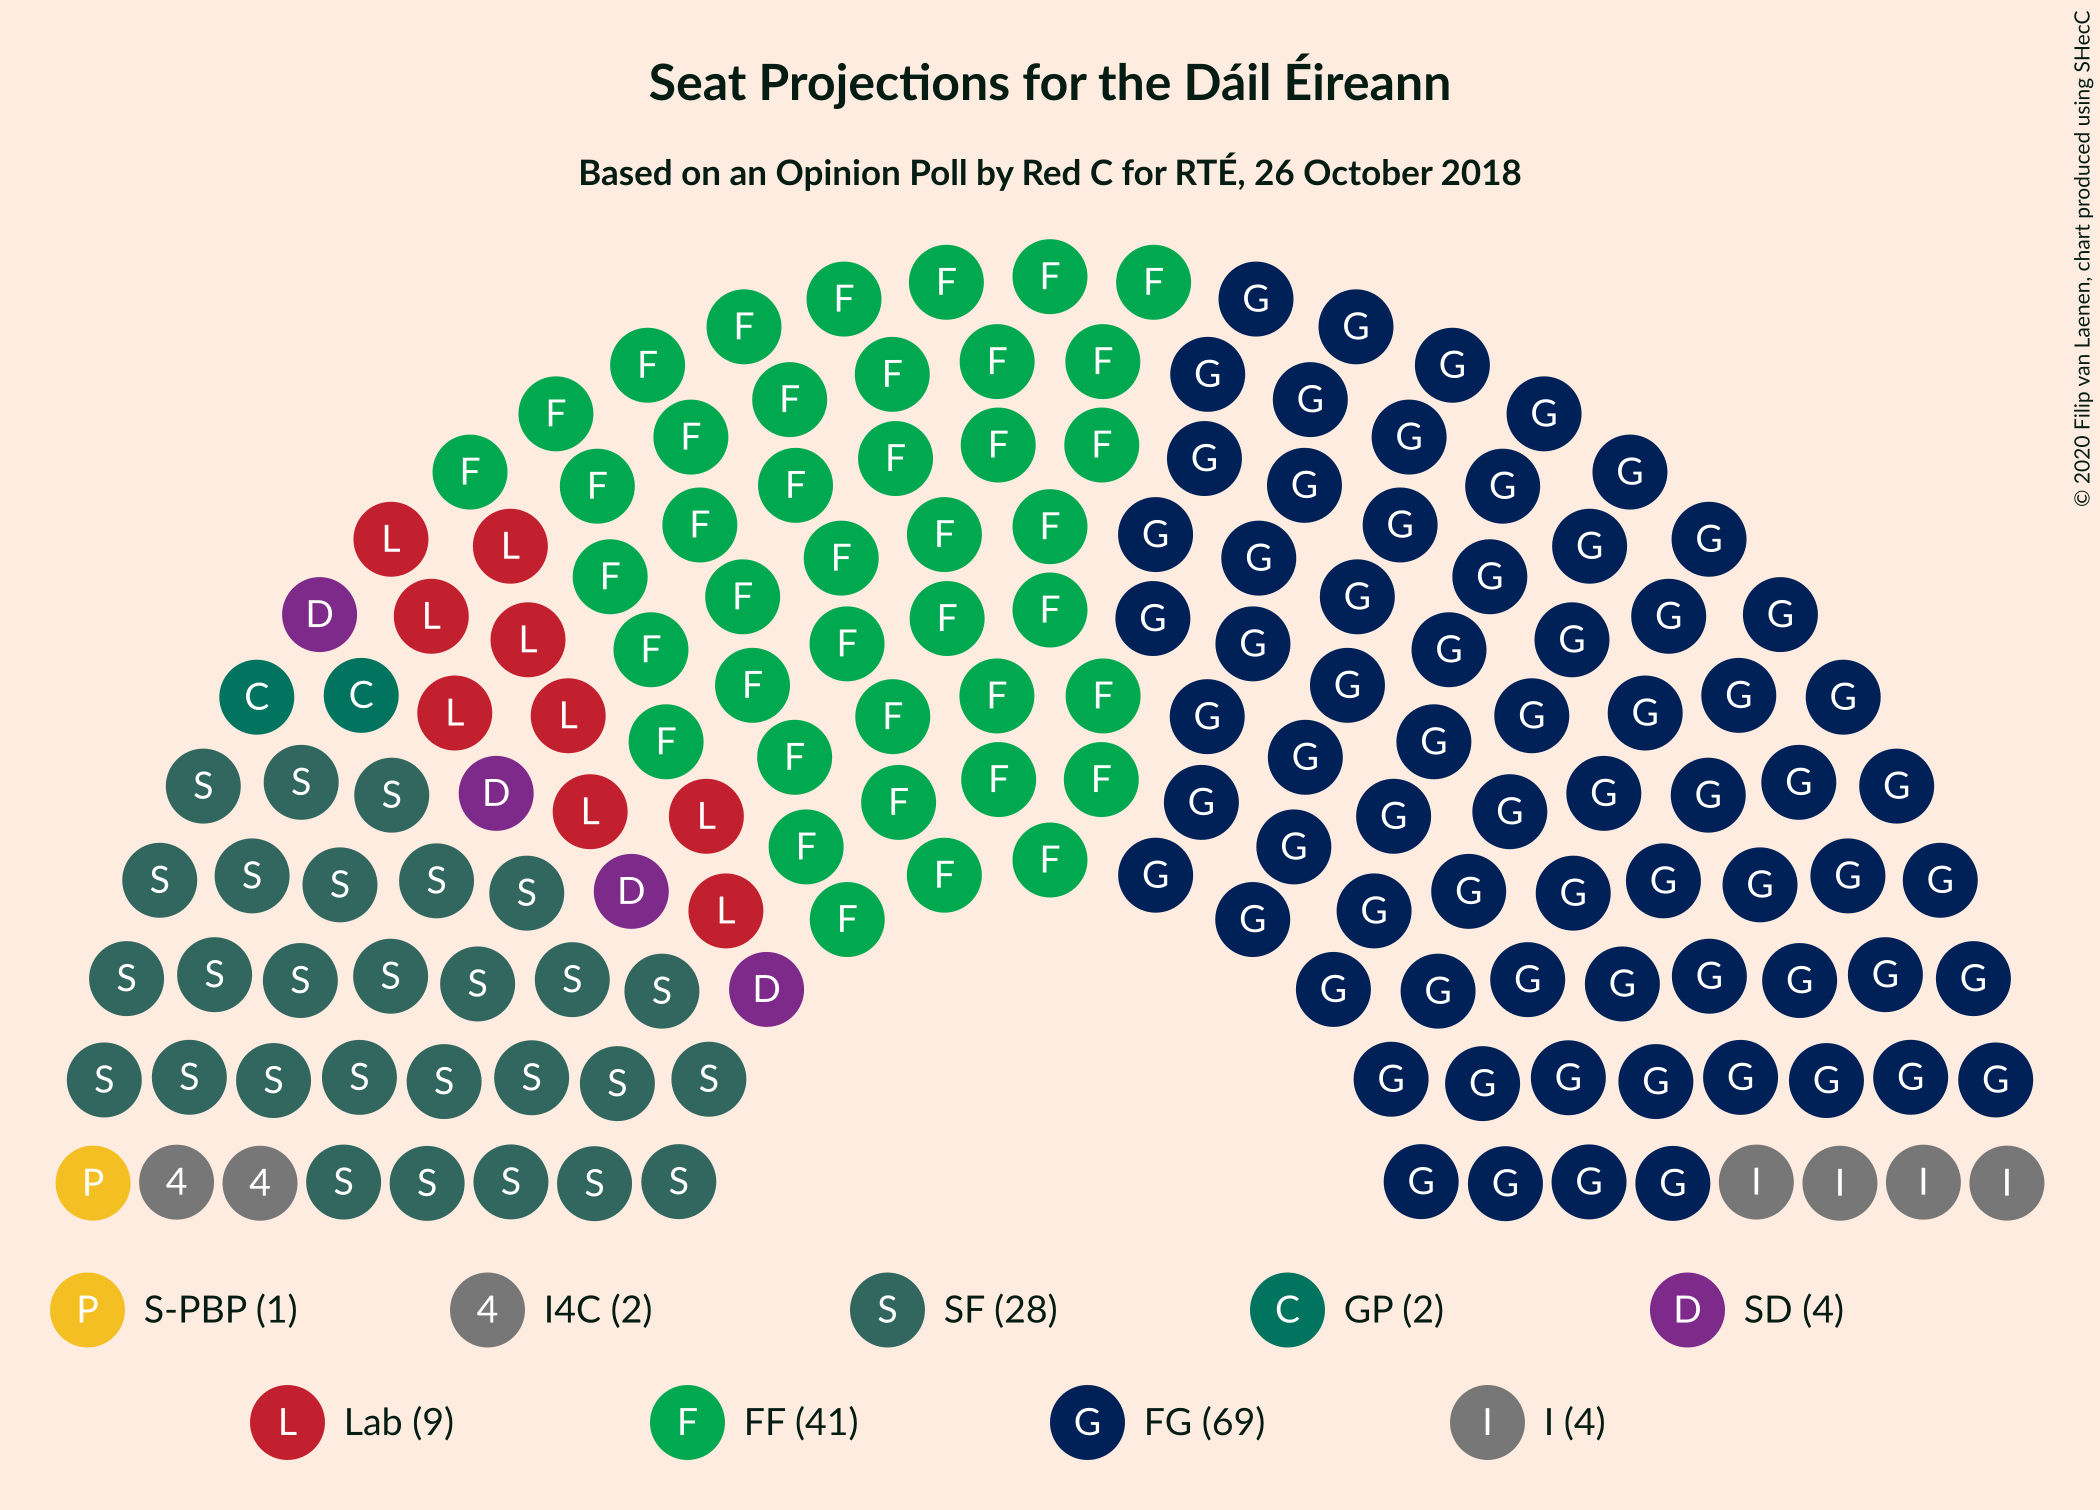 Seat Projections for the Dáil Éireann
Based on an Opinion Poll by Red C for RTÉ, 26 October 2018
© 2020 Filip van Laenen, chart produced using SHecC
F F F
F G
F G
F F F F G
F G
F F F G G
F F
F F F G G
F F G G
F F F
L G G G
L F F G G
F F F G G
D L F F G
L F G G G
F F G G
C C F F F G G G
L L F F G G G G
F G G
S S S D F F G G G
L L F G G G G
F G
S S S S S D F F G G G G G G G
L F G G
S S S S S S S D G G G G G G G G
S S S S S S S S G G G G G G G G
P 4 4 S S S S S G G G G I I I I
P S-PBP (1) 4 I4C (2) S SF (28) C GP (2) D SD (4)
L Lab (9) F FF (41) G FG (69) I I (4)